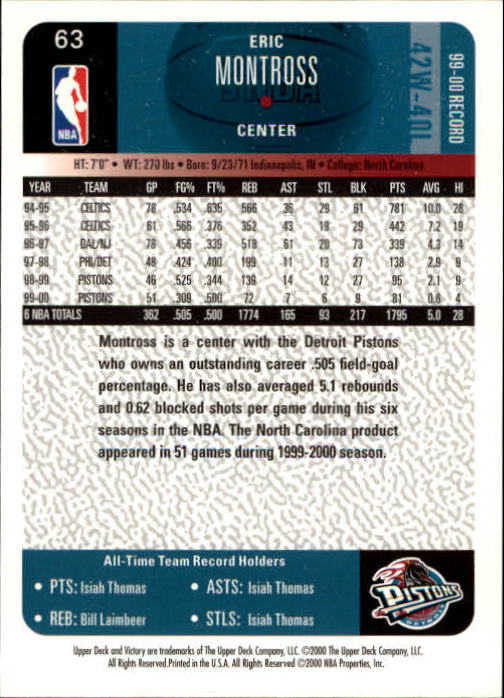 63
NBA
ERIC
MONTROSS
CENTER
99-00 RECORD
42W-40L
HT: 7'0" • WT: 270 lbs • Born: 9/23/71 Indianapolis, IN • College: North Carolina
YEAR TEAM GP FG% FT% REB AST STL BLK PTS AVG HI
94-95 CELTICS 78 .534 .635 566 36 29 61 781 10.0 28
95-96 CELTICS 61 .566 .376 352 43 19 29 442 7.2 19
96-97 DAL/NJ 78 .456 .339 518 61 20 73 339 4.3 14
97-98 PHI/DET 48 .424 .400 199 11 13 27 138 2.9 9
98-99 PISTONS 46 .525 .344 139 14 12 27 95 2.1 9
99-00 PISTONS 51 .309 .500 72 7 6 9 81 0.8 4
6 NBA TOTALS 362 .505 .500 1774 165 93 217 1795 5.0 28
Montross is a center with the Detroit Pistons
who owns an outstanding career .505 field-goal
percentage. He has also averaged 5.1 rebounds
and 0.62 blocked shots per game during his six
seasons in the NBA. The North Carolina product
appeared in 51 games during 1999-2000 season.
All-Time Team Record Holders
• PTS: Isiah Thomas • ASTS: Isiah Thomas
• REB: Bill Laimbeer • STLS: Isiah Thomas
PISTONS
DETROIT
Upper Deck and Victory are trademarks of The Upper Deck Company, LLC. ©2000 The Upper Deck Company, LLC.
All Rights Reserved.Printed in the U.S.A. All Rights Reserved ©2000 NBA Properties, Inc.